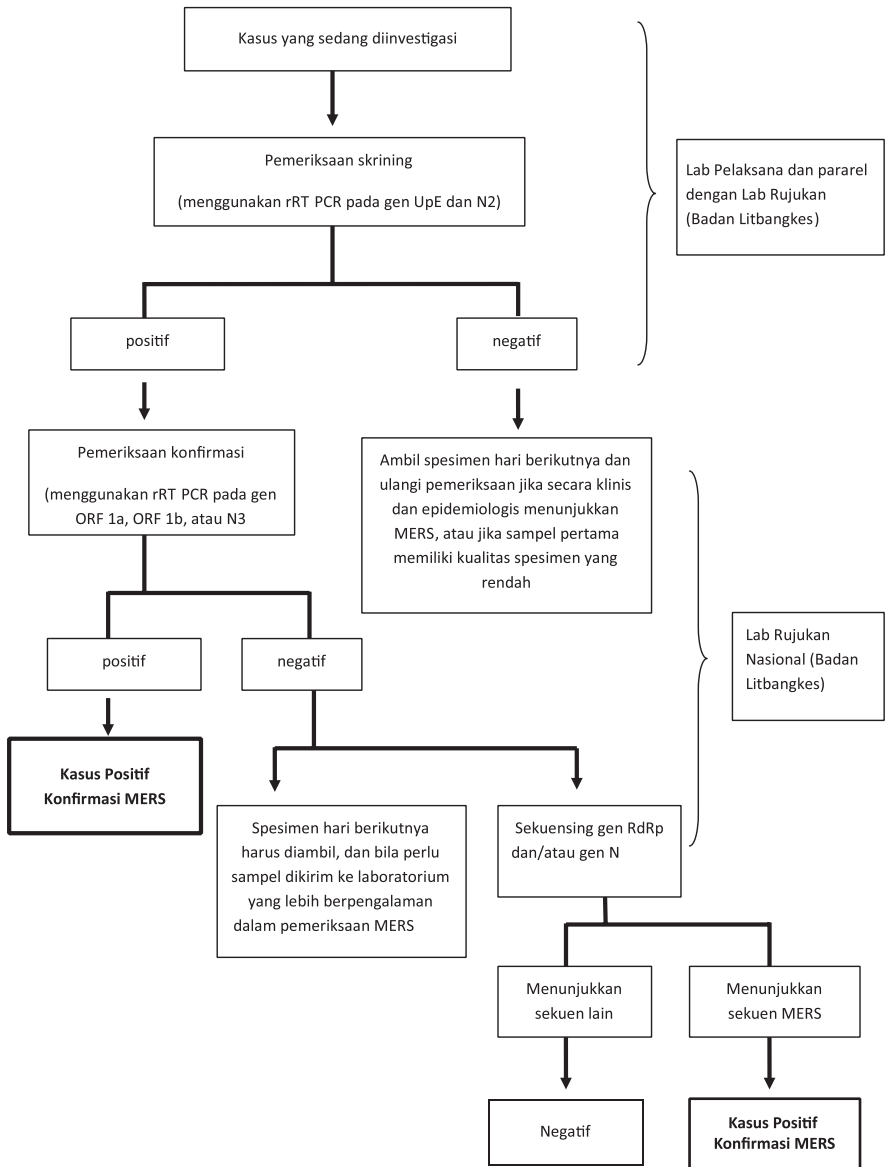 Kasus yang sedang diinvestigasi
Pemeriksaan skrining
(menggunakan rRT PCR pada gen UpE dan N2)
Lab Pelaksana dan pararel
dengan Lab Rujukan
(Badan Litbangkes)
positif
negatif
Pemeriksaan konfirmasi
(menggunakan rRT PCR pada gen
ORF 1a, ORF 1b, atau N3
Ambil spesimen hari berikutnya dan
ulangi pemeriksaan jika secara klinis
dan epidemiologis menunjukkan
MERS, atau jika sampel pertama
memiliki kualitas spesimen yang
rendah
Lab Rujukan
Nasional (Badan
Litbangkes)
positif
negatif
Kasus Positif
Konfirmasi MERS
Spesimen hari berikutnya
harus diambil, dan bila perlu
sampel dikirim ke laboratorium
yang lebih berpengalaman
dalam pemeriksaan MERS
Sekuensing gen RdRp
dan/atau gen N
Menunjukkan
sekuen lain
Menunjukkan
sekuen MERS
Negatif
Kasus Positif
Konfirmasi MERS